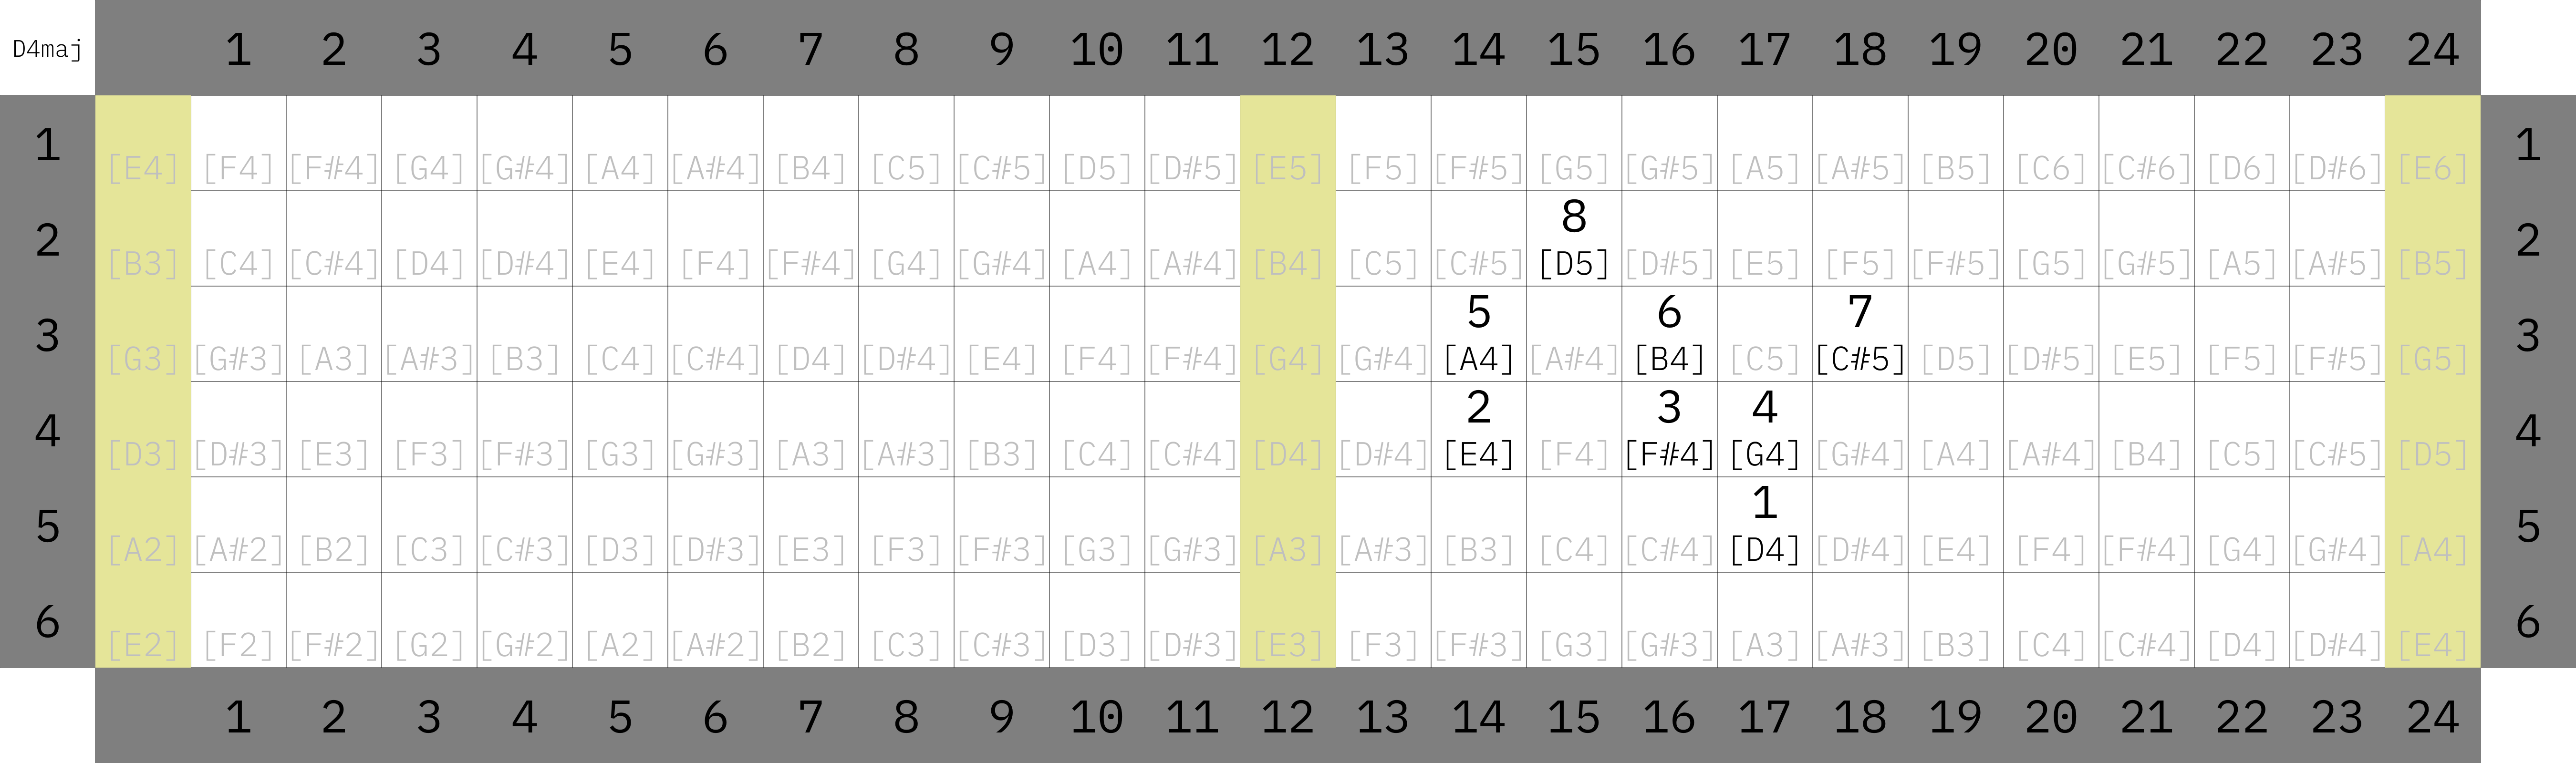 D4maj 1 2 3 4 5 6 7 8 9 10 11 12 13 14 15 16 17 18 19 20 21 22 23 24
1 [E4] [F4] [F#4] [G4] [G#4] [A4] [A#4] [B4] [C5] [C#5] [D5] [D#5] [E5] [F5] [F#5] [G5] [G#5] [A5] [A#5] [B5] [C6] [C#6] [D6] [D#6] [E6] 1
8
2 [B3] [C4] [C#4] [D4] [D#4] [E4] [F4] [F#4] [G4] [G#4] [A4] [A#4] [B4] [C5] [C#5] [D5] [D#5] [E5] [F5] [F#5] [G5] [G#5] [A5] [A#5] [B5] 2
5 6 7
3 [G3] [G#3] [A3] [A#3] [B3] [C4] [C#4] [D4] [D#4] [E4] [F4] [F#4] [G4] [G#4] [A4] [A#4] [B4] [C5] [C#5] [D5] [D#5] [E5] [F5] [F#5] [G5] 3
2 3 4
4 [D3] [D#3] [E3] [F3] [F#3] [G3] [G#3] [A3] [A#3] [B3] [C4] [C#4] [D4] [D#4] [E4] [F4] [F#4] [G4] [G#4] [A4] [A#4] [B4] [C5] [C#5] [D5] 4
1
5 [A2] [A#2] [B2] [C3] [C#3] [D3] [D#3] [E3] [F3] [F#3] [G3] [G#3] [A3] [A#3] [B3] [C4] [C#4] [D4] [D#4] [E4] [F4] [F#4] [G4] [G#4] [A4] 5
6 [E2] [F2] [F#2] [G2] [G#2] [A2] [A#2] [B2] [C3] [C#3] [D3] [D#3] [E3] [F3] [F#3] [G3] [G#3] [A3] [A#3] [B3] [C4] [C#4] [D4] [D#4] [E4] 6
1 2 3 4 5 6 7 8 9 10 11 12 13 14 15 16 17 18 19 20 21 22 23 24